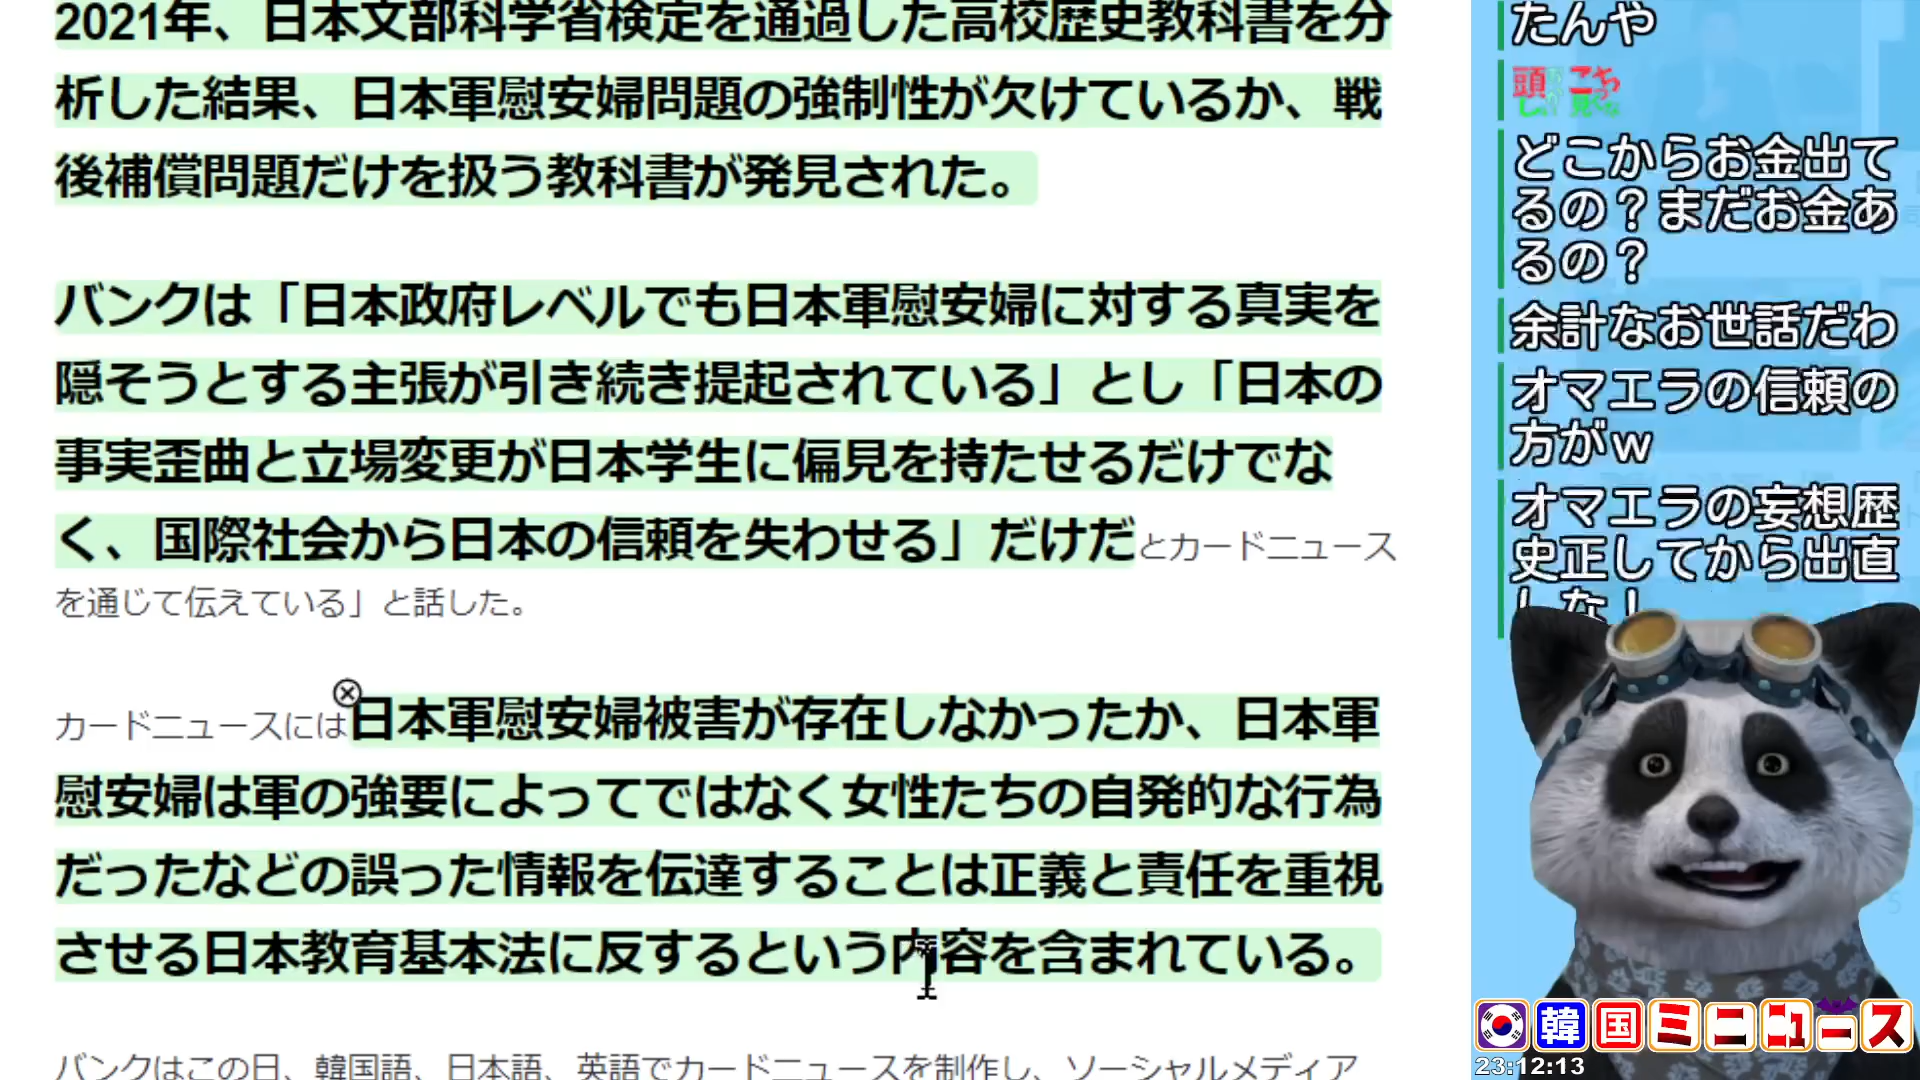 2021年、日本文部科学省検定を通過した高校歴史教科書を分
析した結果、日本軍慰安婦問題の強制性が欠けているか、戦
後補償問題だけを扱う教科書が発見された。
バンクは「日本政府レベルでも日本軍慰安婦に対する真実を
隠そうとする主張が引き続き提起されている」とし「日本の
事実歪曲と立場変更が日本学生に偏見を持たせるだけでな
く、国際社会から日本の信頼を失わせる」だけだとカードニュース
を通じて伝えている」と話した。
カードニュースには日本軍慰安婦被害が存在しなかったか、日本軍
慰安婦は軍の強要によってではなく女性たちの自発的な行為
だったなどの誤った情報を伝達することは正義と責任を重視
させる日本教育基本法に反するという内容を含まれている。
バンクはこの日、韓国語、日本語、英語でカードニュースを制作し、ソーシャルメディア
たんや
どこからお金出て
るの？まだお金あ
るの？
余計なお世話だわ
オマエラの信頼の
方がｗ
オマエラの妄想歴
史正してから出直
しな！
韓国ミニニュース
23:12:13